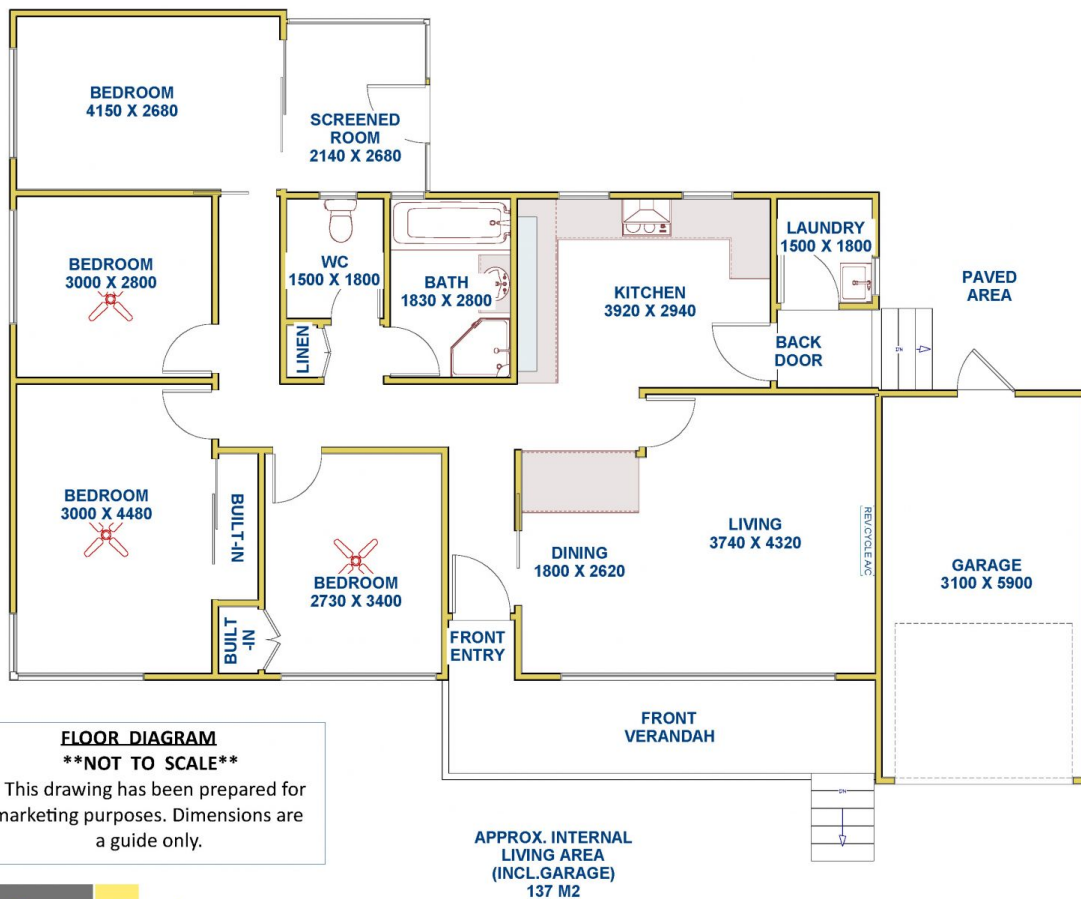 BEDROOM
4150 X 2680
SCREENED
ROOM
2140 X 2680
BEDROOM
3000 X 2800
WC
1500 X 1800
LINEN
BATH
1830 X 2800
KITCHEN
3920 X 2940
LAUNDRY
1500 X 1800
BACK
DOOR
PAVED
AREA
BEDROOM
3000 X 4480
BUILT-IN
BUILT
-IN
BEDROOM
2730 X 3400
FRONT
ENTRY
DINING
1800 X 2620
LIVING
3740 X 4320
REV.CYCLE A/C
GARAGE
3100 X 5900
FRONT
VERANDAH
FLOOR DIAGRAM
**NOT TO SCALE**
This drawing has been prepared for
marketing purposes. Dimensions are
a guide only.
APPROX. INTERNAL
LIVING AREA
(INCL.GARAGE)
137 M2